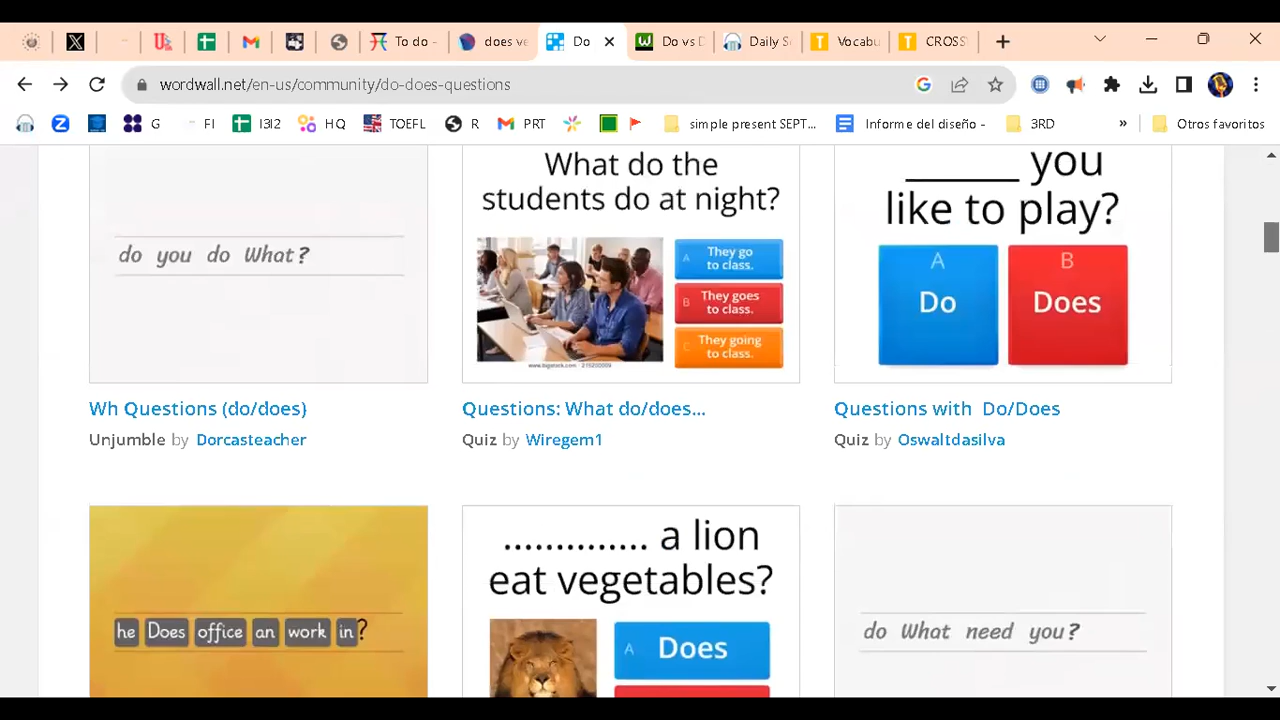 To do -
does ve
Do
Do vs D
Daily S
Vocabu
CROSS
wordwall.net/en-us/community/do-does-questions
G
FI
I3I2
HQ
TOEFL
R
PRT
simple present SEPT...
Informe del diseño -
3RD
»
Otros favoritos
do you do What?
What do the
students do at night?
A They go
to class.
B They goes
to class.
C They going
to class.
______ you
like to play?
A
Do
B
Does
Wh Questions (do/does)
Unjumble by Dorcasteacher
Questions: What do/does...
Quiz by Wiregem1
Questions with Do/Does
Quiz by Oswaltdasilva
he Does office an work in?
.............. a lion
eat vegetables?
A Does
do What need you?